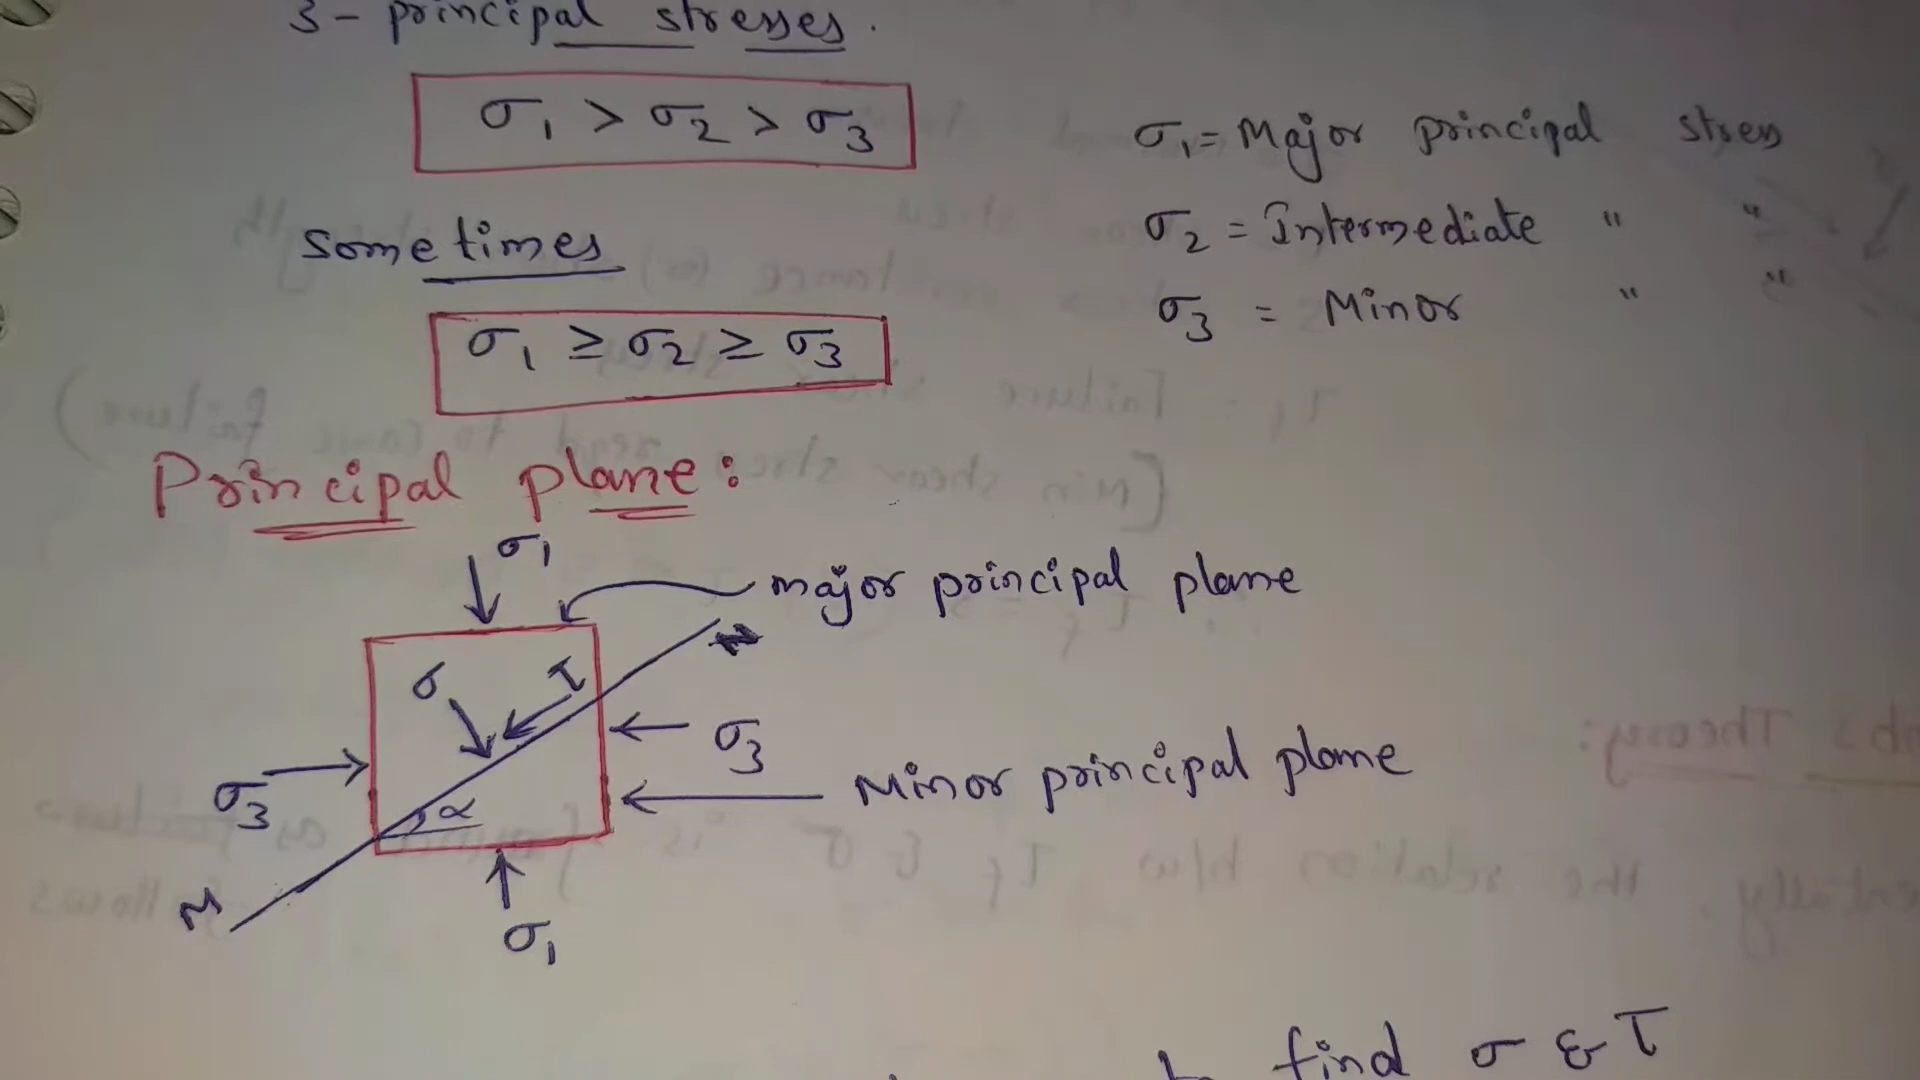 3 - principal stresses.
σ1 > σ2 > σ3
σ1 = Major principal stress
σ2 = Intermediate " "
σ3 = Minor " "
Sometimes
σ1 ≥ σ2 ≥ σ3
Principal plane:
σ1
major principal plane
N
σ τ
σ3
σ3
Minor principal plane
α
M
σ1
find σ & τ